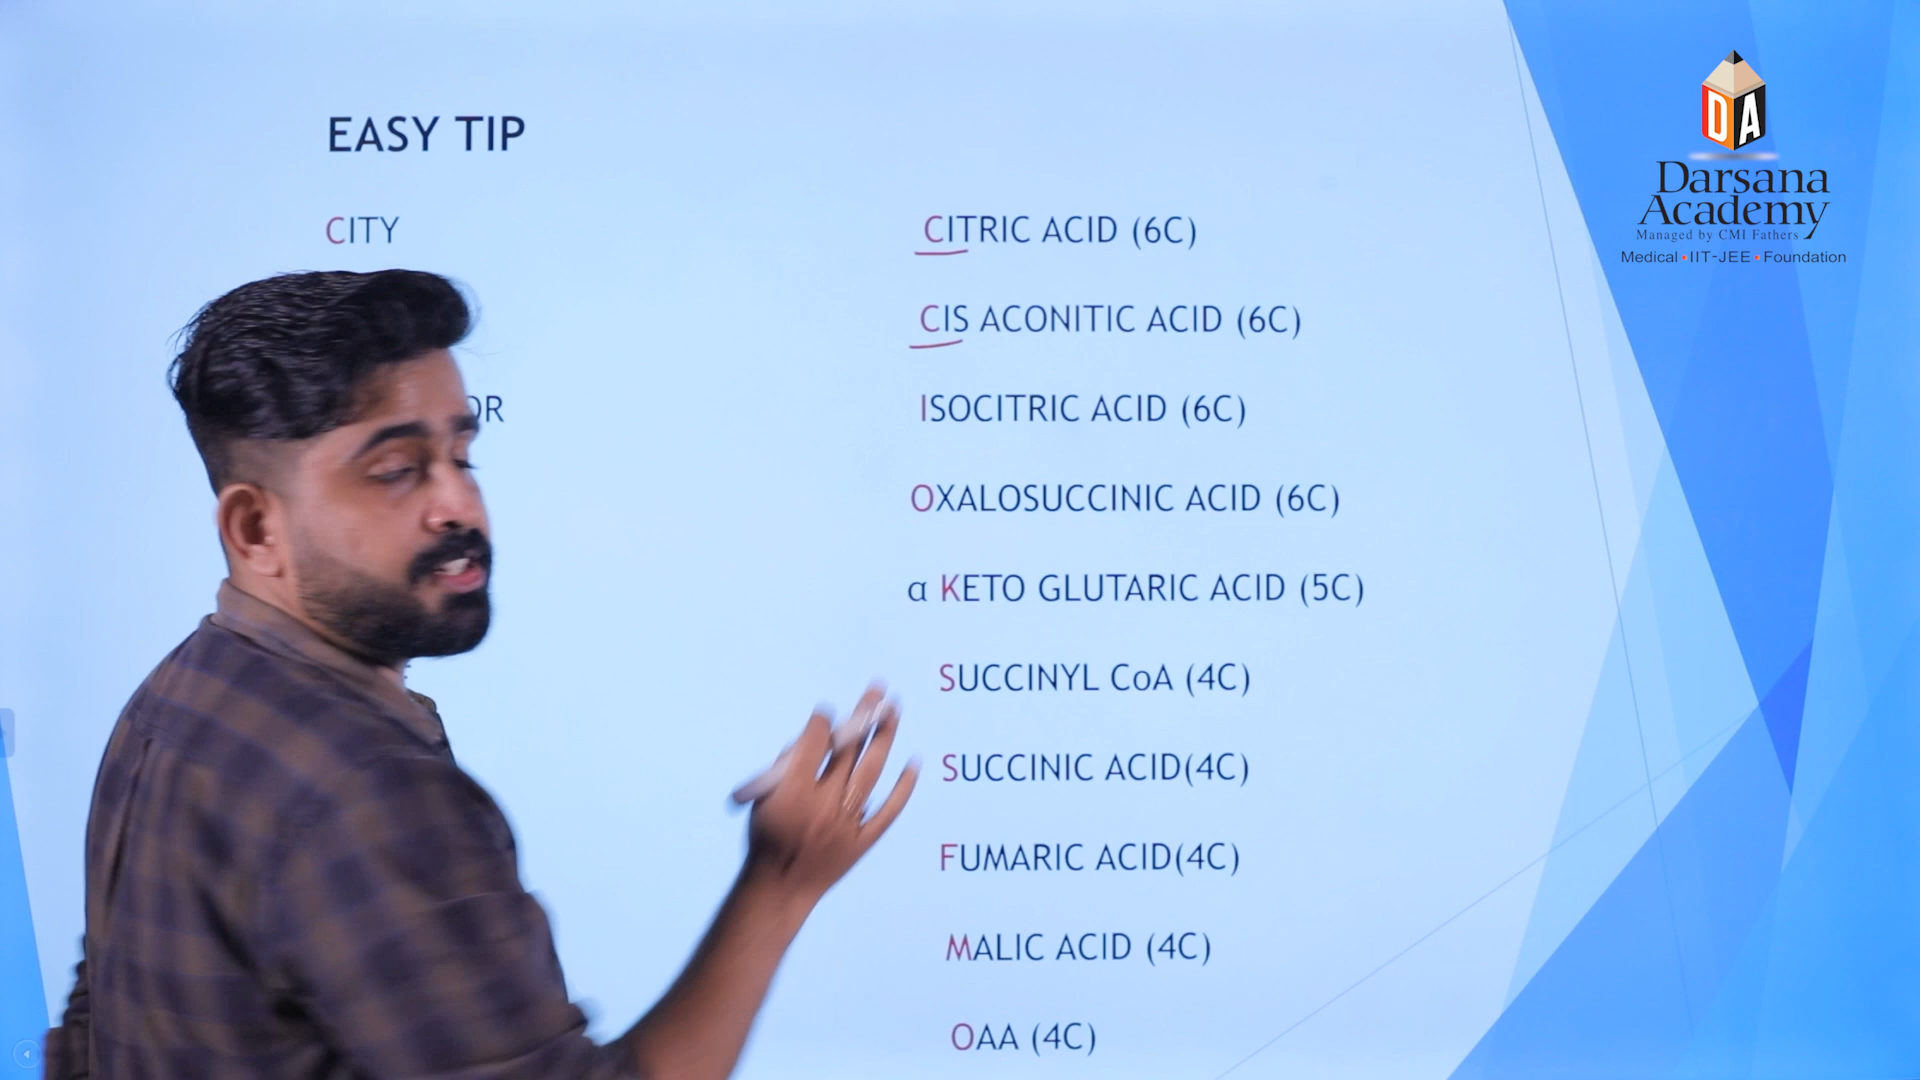 EASY TIP
CITY
CITRIC ACID (6C)
CIS ACONITIC ACID (6C)
OR
ISOCITRIC ACID (6C)
OXALOSUCCINIC ACID (6C)
α KETO GLUTARIC ACID (5C)
SUCCINYL CoA (4C)
SUCCINIC ACID(4C)
FUMARIC ACID(4C)
MALIC ACID (4C)
OAA (4C)
DA
Darsana
Academy
Managed by CMI Fathers
Medical • IIT-JEE • Foundation